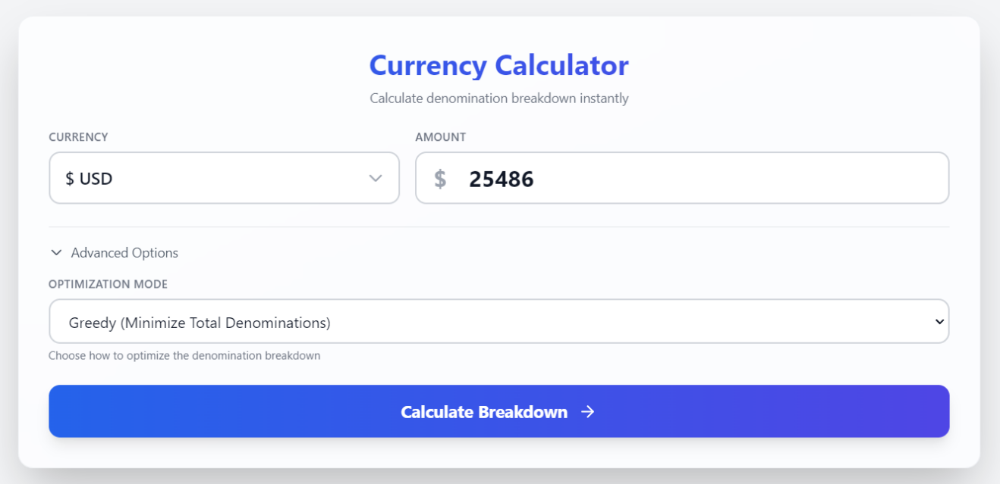 Currency Calculator
Calculate denomination breakdown instantly
CURRENCY
$ USD
AMOUNT
$ 25486
Advanced Options
OPTIMIZATION MODE
Greedy (Minimize Total Denominations)
Choose how to optimize the denomination breakdown
Calculate Breakdown →